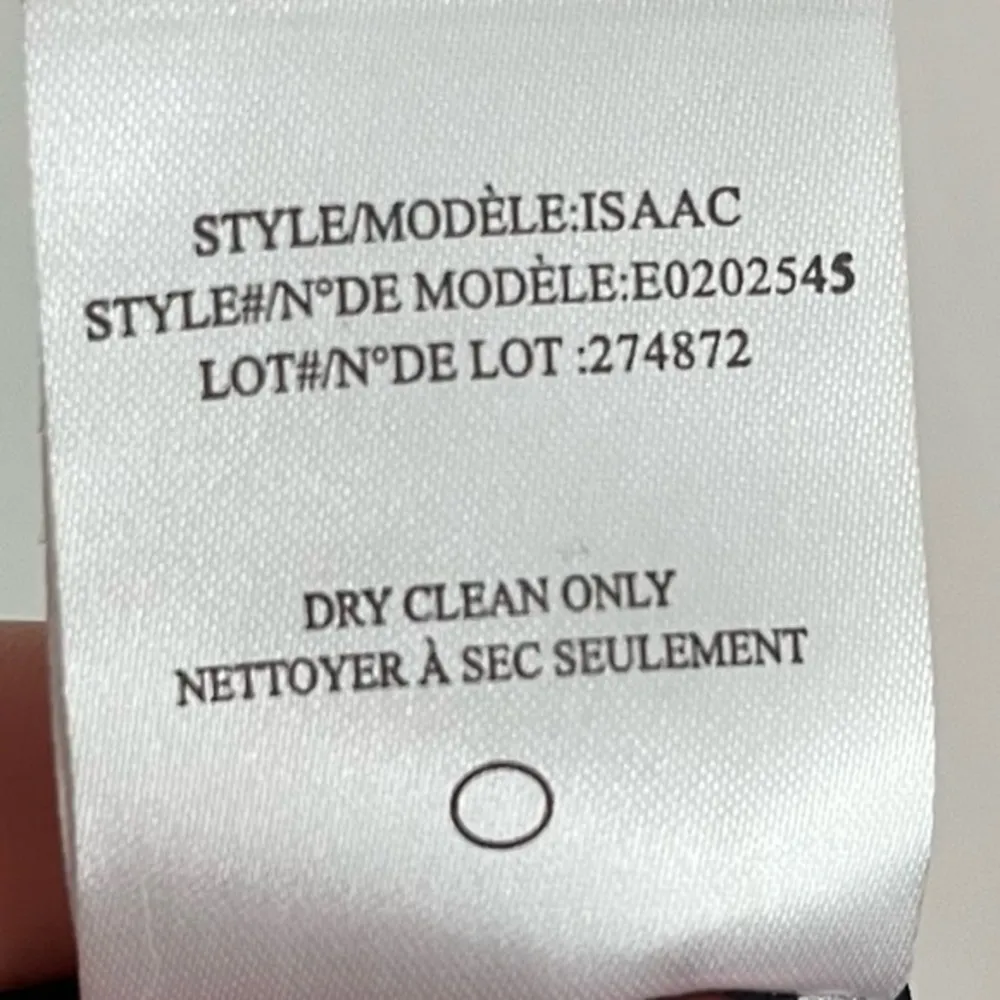 STYLE/MODÈLE:ISAAC
STYLE#/N°DE MODÈLE:E0202545
LOT#/N°DE LOT :274872
DRY CLEAN ONLY
NETTOYER À SEC SEULEMENT